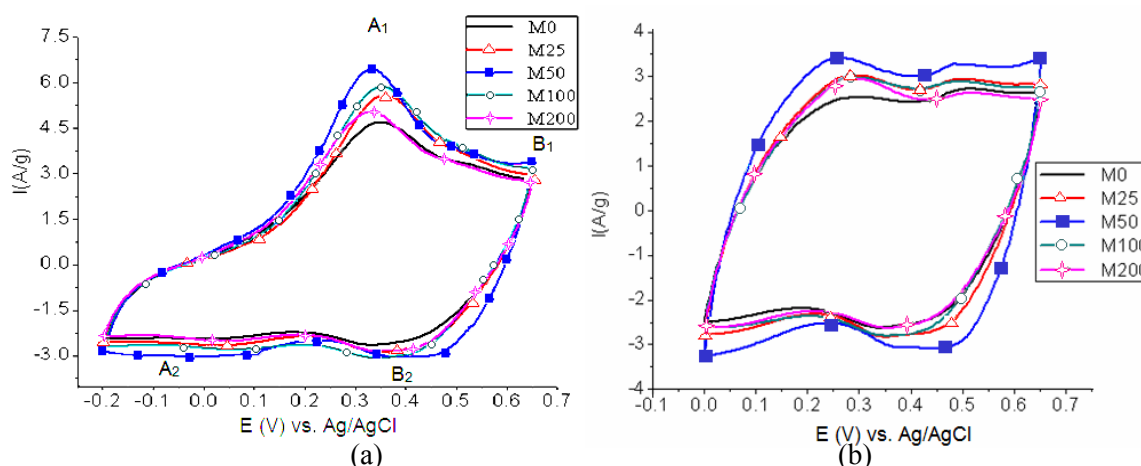 (a)
A1
7.5
6.0
4.5
3.0
1.5
0.0
-1.5
-3.0
I(A/g)
M0
M25
M50
M100
M200
B1
A2
B2
-0.2 -0.1 0.0 0.1 0.2 0.3 0.4 0.5 0.6 0.7
E (V) vs. Ag/AgCl
(a)
(b)
4
3
2
1
0
-1
-2
-3
-4
I(A/g)
M0
M25
M50
M100
M200
-0.1 0.0 0.1 0.2 0.3 0.4 0.5 0.6 0.7
E (V) vs. Ag/AgCl
(b)